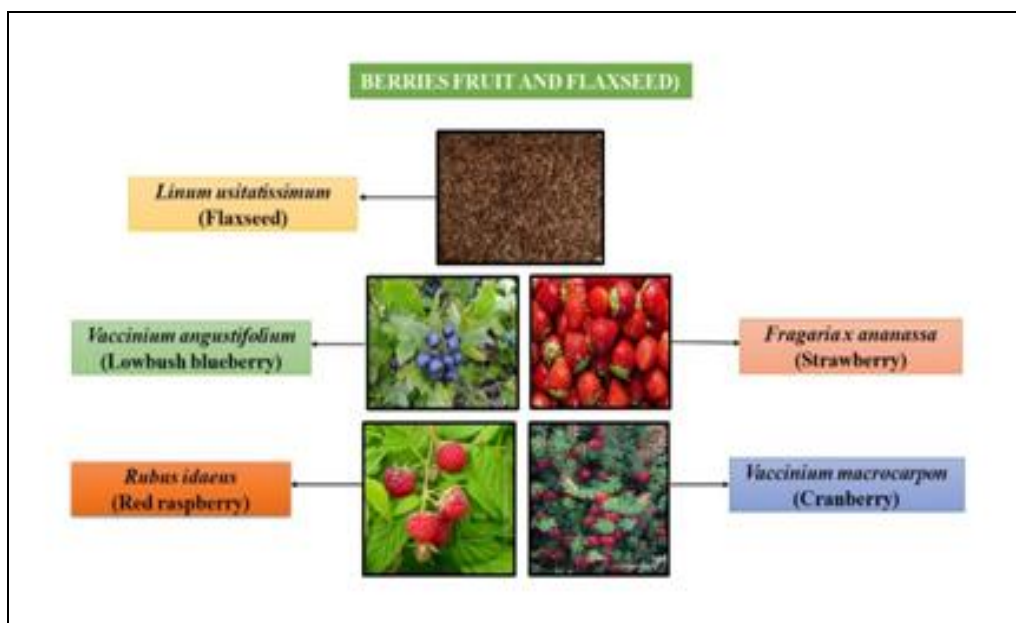 BERRIES FRUIT AND FLAXSEED)
Linum usitatissimum
(Flaxseed)
Vaccinium angustifolium
(Lowbush blueberry)
Fragaria x ananassa
(Strawberry)
Rubus idaeus
(Red raspberry)
Vaccinium macrocarpon
(Cranberry)